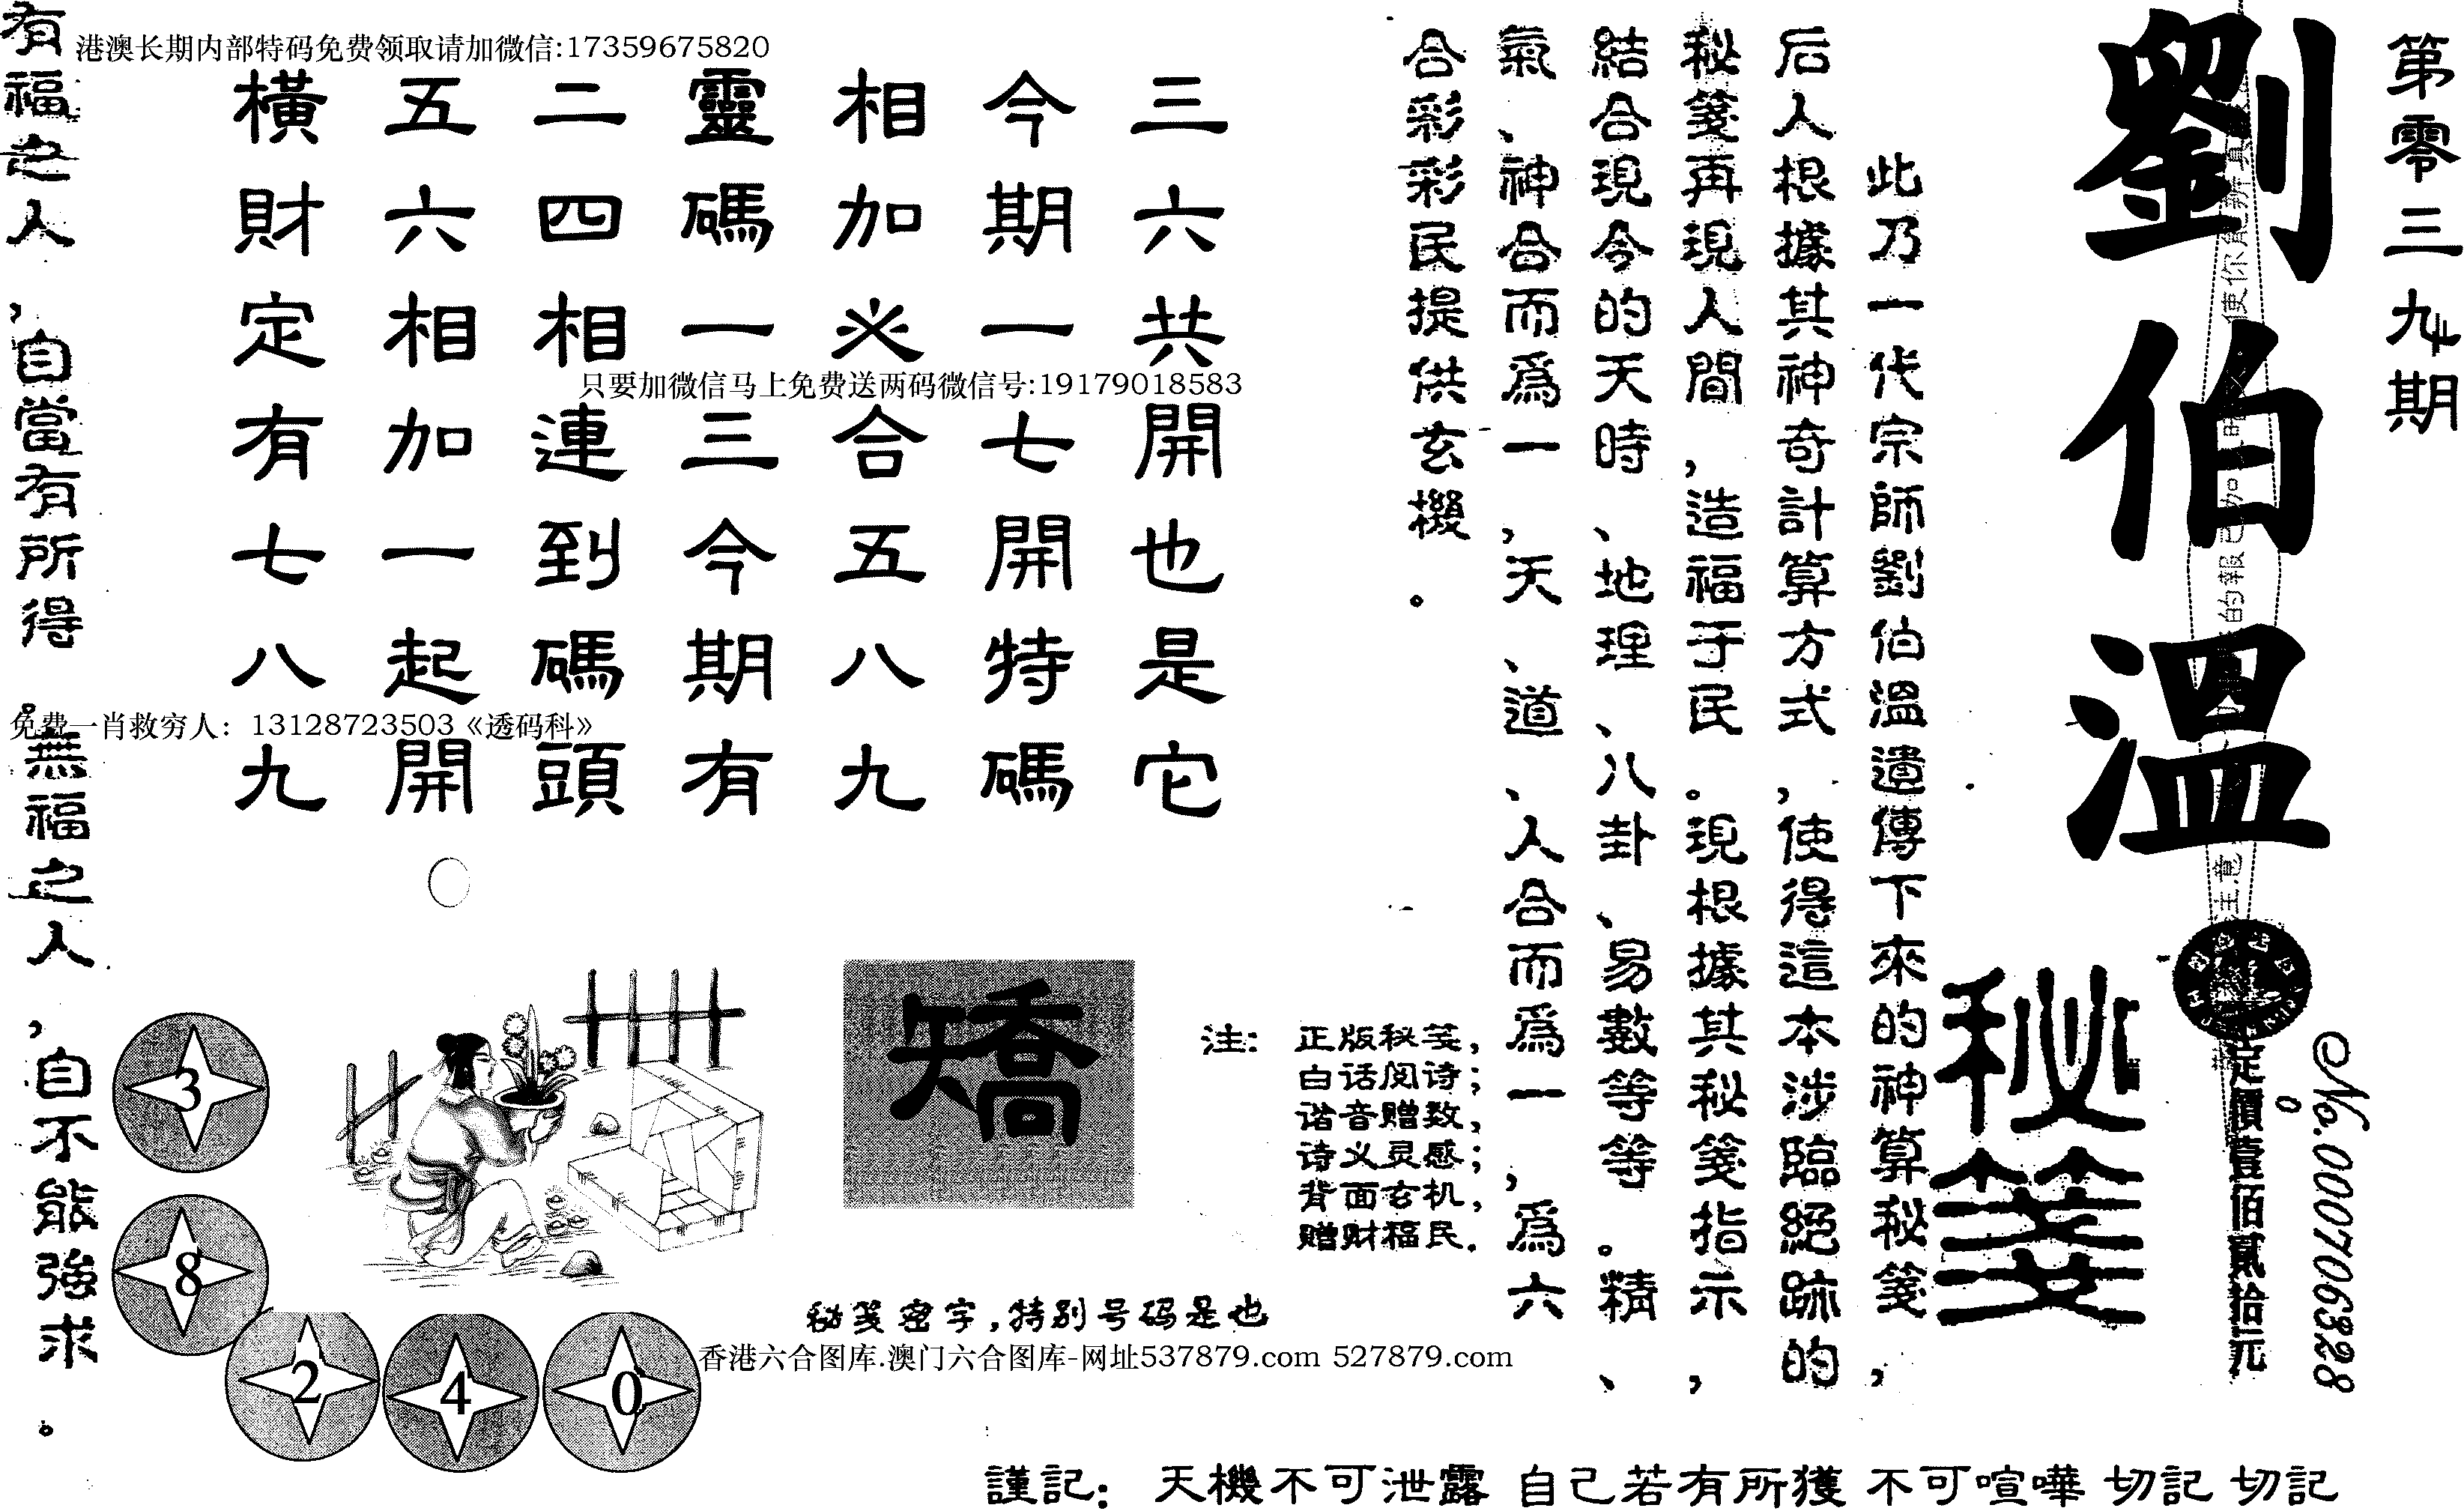 第零三九期
劉伯溫
秘箋
No.000706328
定價壹佰貳拾元
此乃一代宗師劉伯溫遺傳下來的神算秘箋，
后人根據其神奇計算方式，使得這本涉臨絕跡的
秘箋再現人間，造福于民。現根據其秘箋指示，
結合現今的天時、地理、八卦、易數等等。精、
氣、神合而爲一，天、道、人合而爲一，爲六
合彩彩民提供玄機。
三六共開也是它
今期一七開特碼
相加必合五八九
靈碼一三今期有
二四相連到碼頭
五六相加一起開
橫財定有七八九
有福之人，自當有所得。無福之人，自不能強求。
港澳长期内部特码免费领取请加微信:17359675820
只要加微信马上免费送两码微信号:19179018583
免费一肖救穷人：13128723503《透码科》
矯
注：正版秘笺，
白话阅诗；
谐音赠数，
诗义灵感；
背面玄机，
赠财福民．
秘笺密字，特别号码是也
3
8
2
4
0
香港六合图库.澳门六合图库-网址537879.com 527879.com
謹記：天機不可泄露 自己若有所獲 不可喧嘩 切記 切記